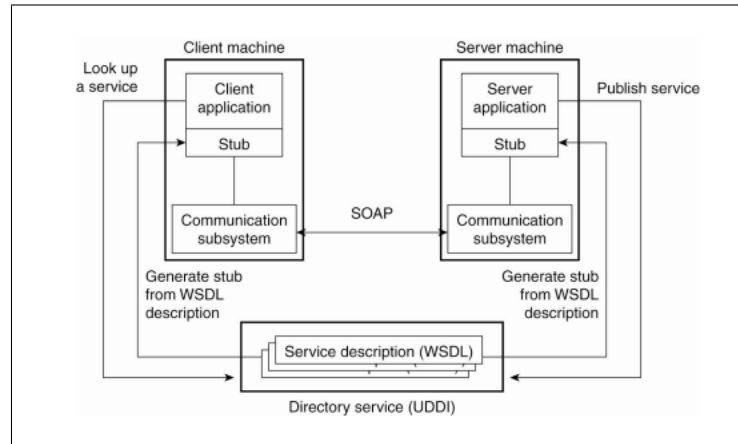 Client machine
Server machine
Look up
a service
Client
application
Server
application
Publish service
Stub
Stub
SOAP
Communication
subsystem
Communication
subsystem
Generate stub
from WSDL
description
Generate stub
from WSDL
description
Service description (WSDL)
Directory service (UDDI)